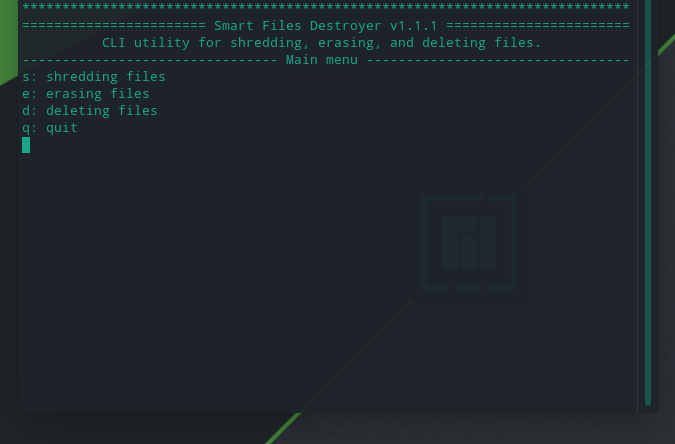 ****************************************************************************
======================= Smart Files Destroyer v1.1.1 =======================
CLI utility for shredding, erasing, and deleting files.
-------------------------------- Main menu ---------------------------------
s: shredding files
e: erasing files
d: deleting files
q: quit